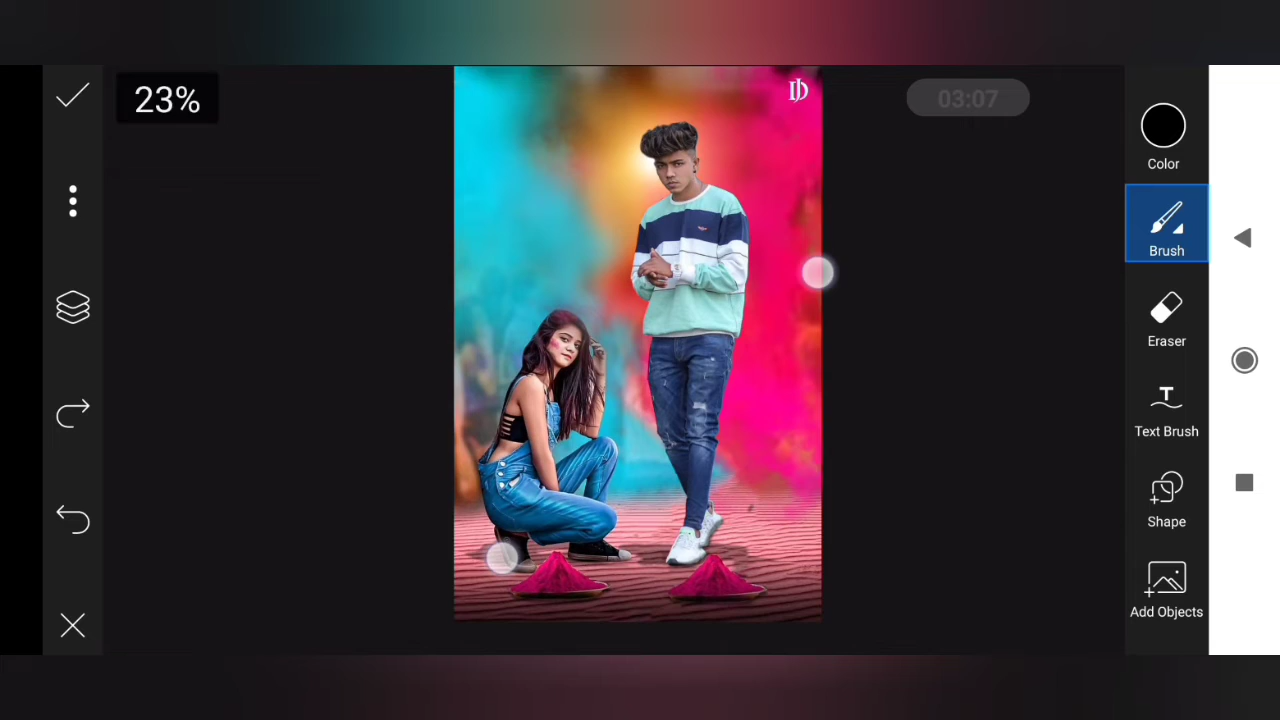 23%
03:07
Color
Brush
Eraser
Text Brush
Shape
Add Objects